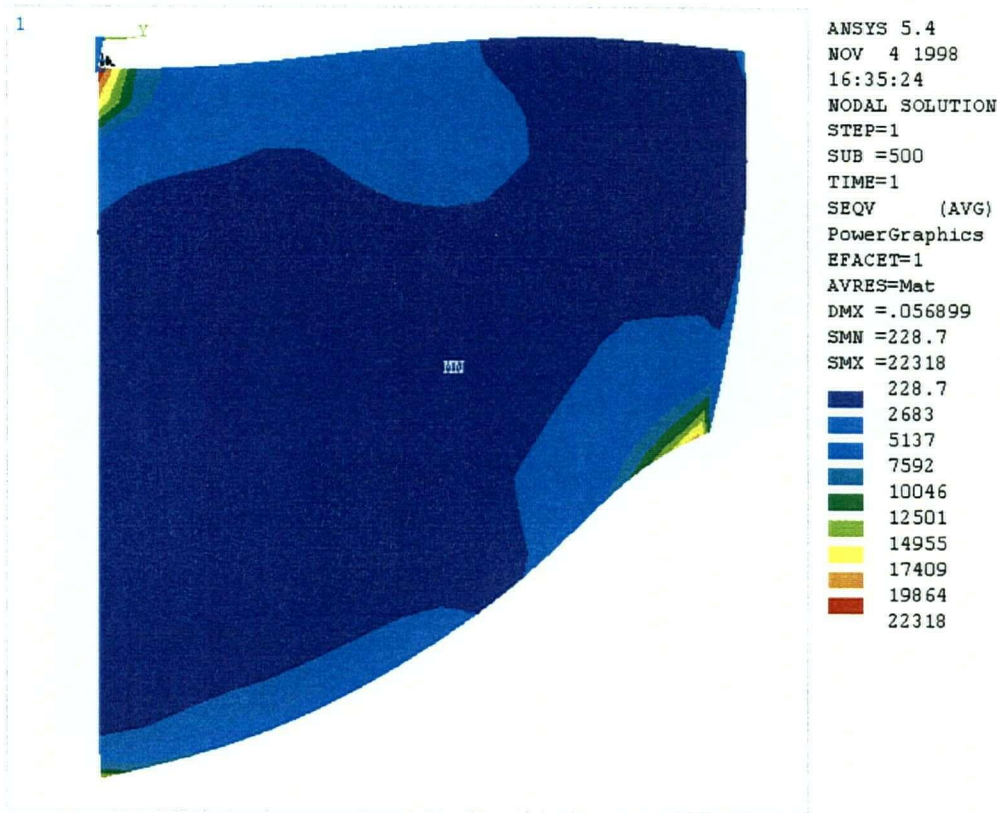 1
Y
MN
ANSYS 5.4
NOV 4 1998
16:35:24
NODAL SOLUTION
STEP=1
SUB =500
TIME=1
SEQV (AVG)
PowerGraphics
EFACET=1
AVRES=Mat
DMX =.056899
SMN =228.7
SMX =22318
228.7
2683
5137
7592
10046
12501
14955
17409
19864
22318